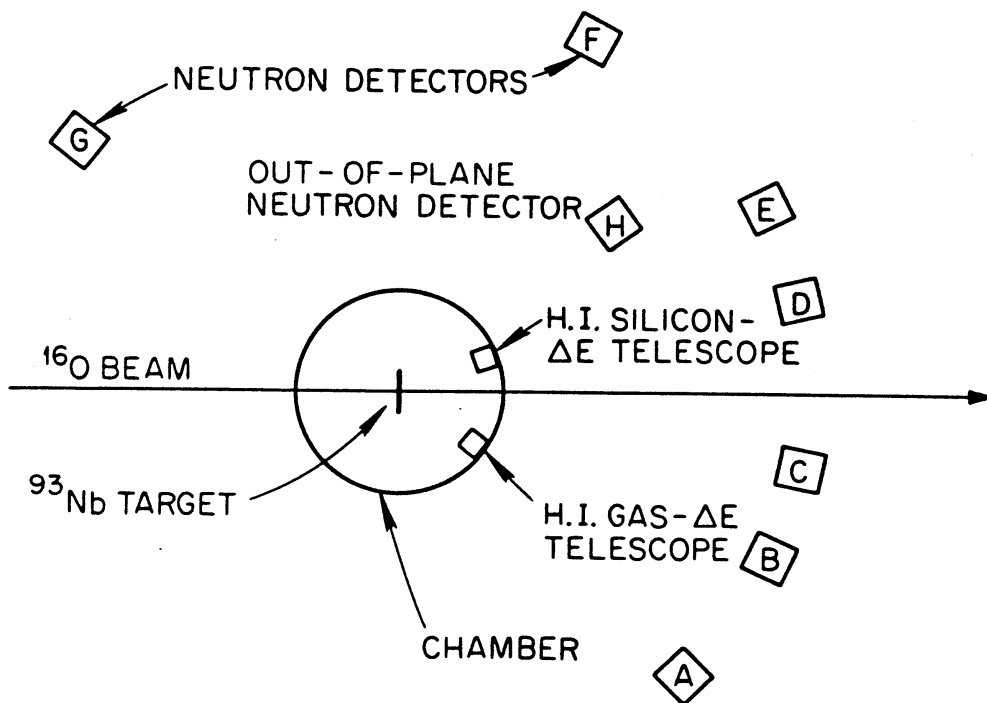 F
NEUTRON DETECTORS
G
OUT-OF-PLANE
NEUTRON DETECTOR
H
E
D
H.I. SILICON-
ΔE TELESCOPE
¹⁶O BEAM
C
⁹³Nb TARGET
H.I. GAS-ΔE
TELESCOPE
B
CHAMBER
A